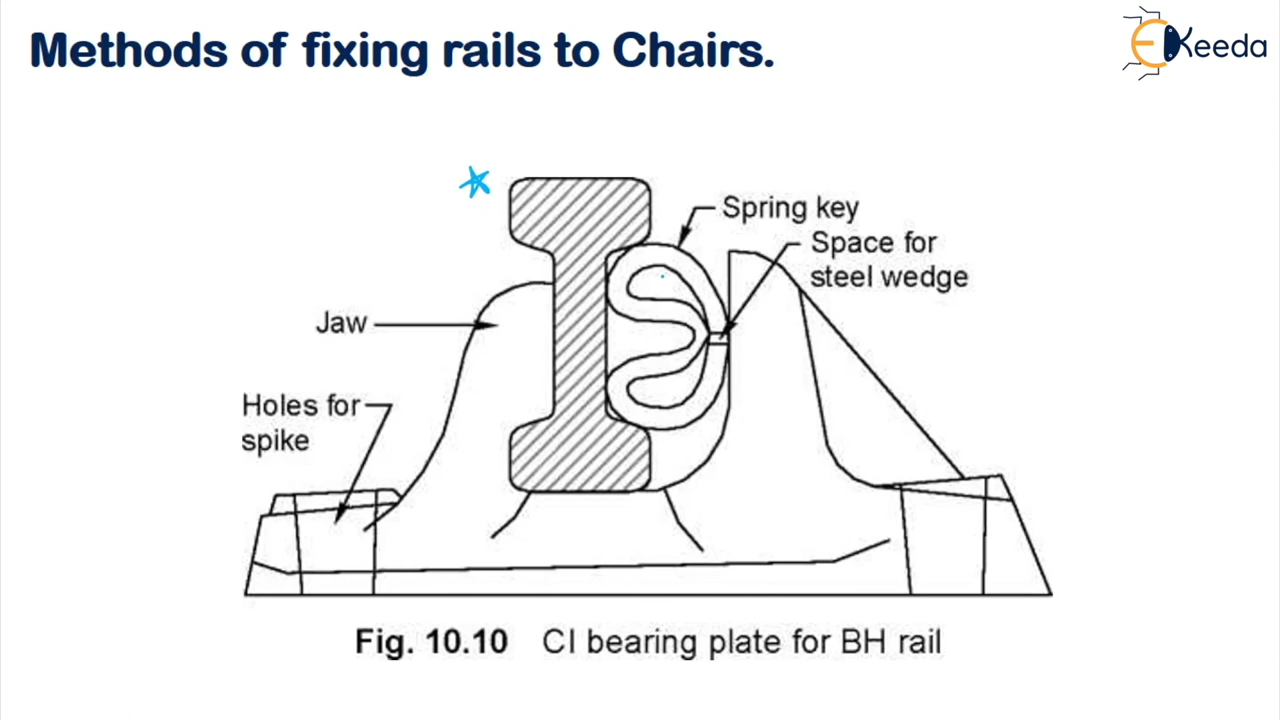 Methods of fixing rails to Chairs.
EKeeda
Spring key
Space for
steel wedge
Jaw
Holes for
spike
Fig. 10.10 CI bearing plate for BH rail